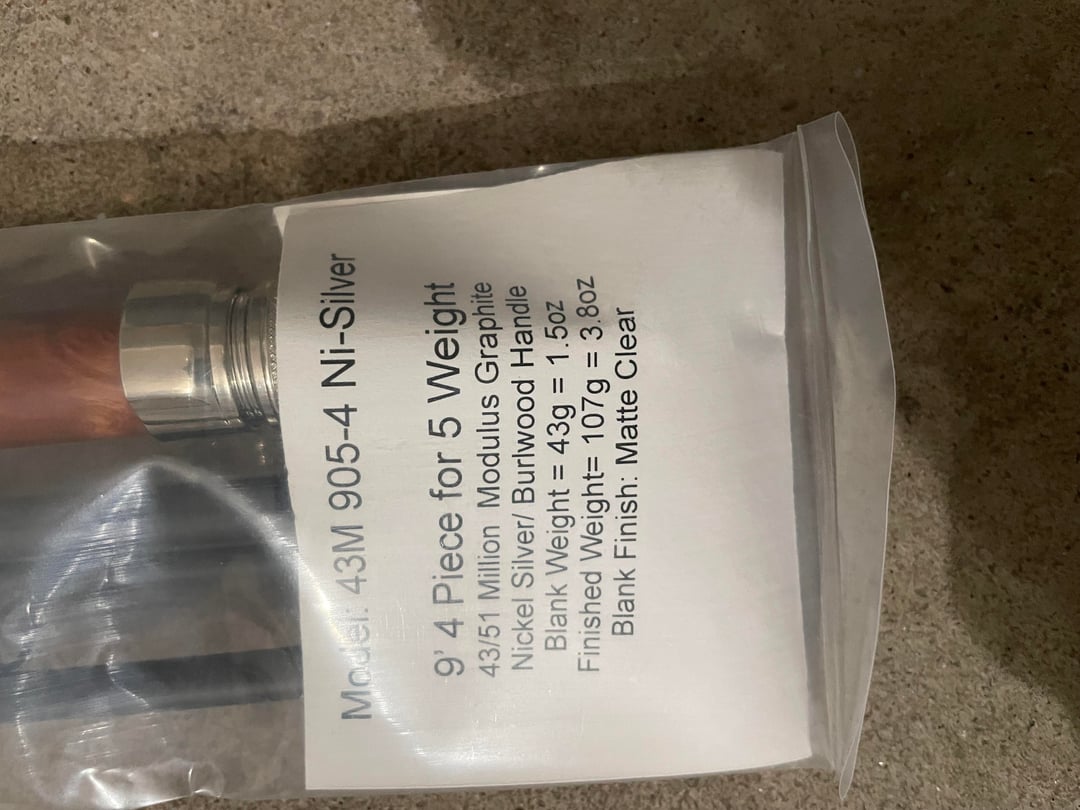 Model: 43M 905-4 Ni-Silver
9' 4 Piece for 5 Weight
43/51 Million Modulus Graphite
Nickel Silver/ Burlwood Handle
Blank Weight = 43g = 1.5oz
Finished Weight= 107g = 3.8oz
Blank Finish: Matte Clear